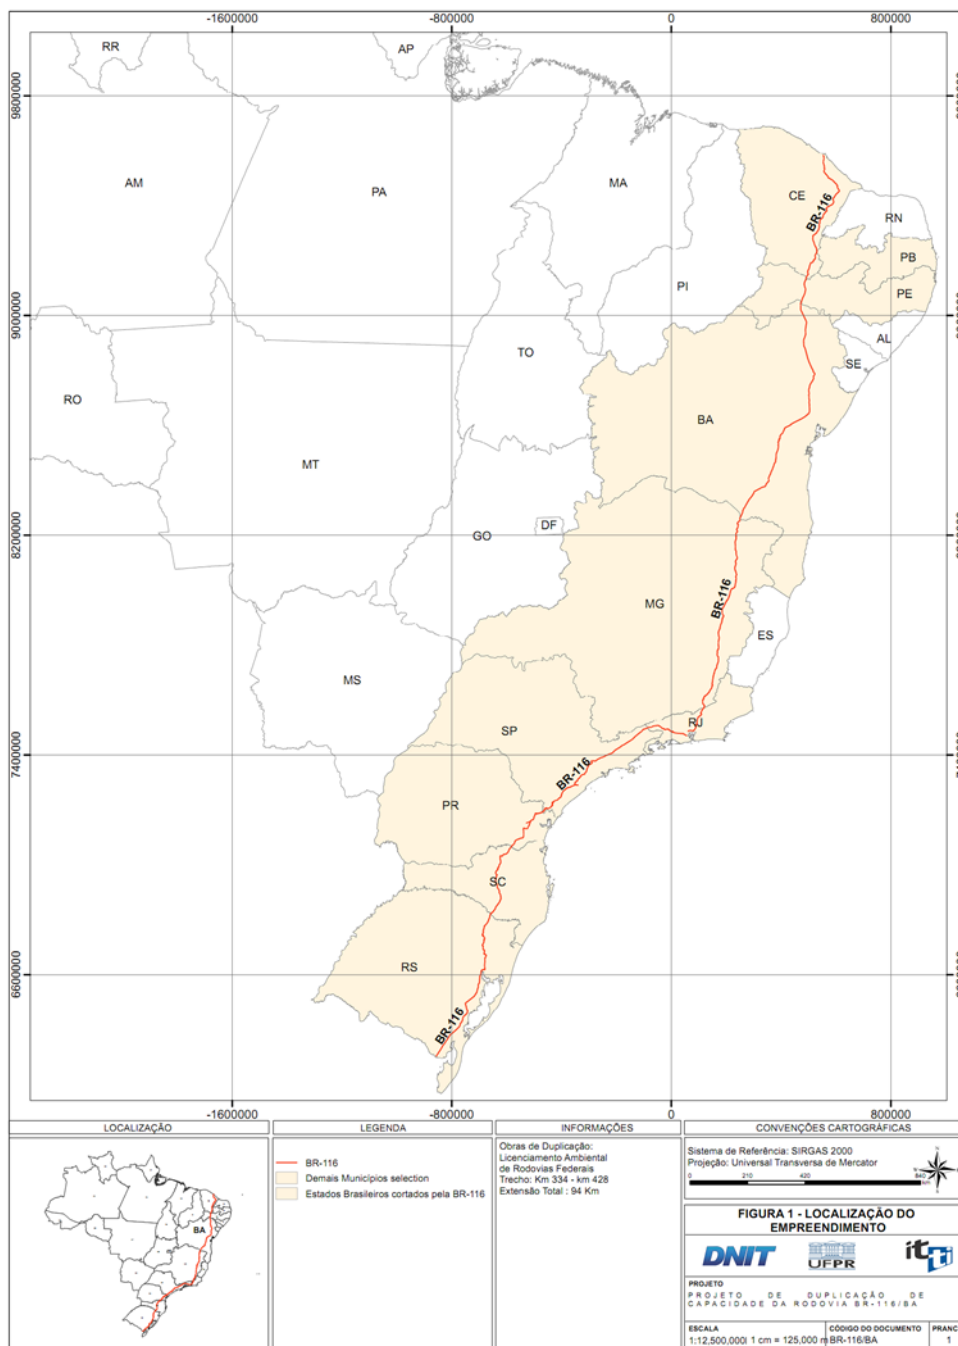 -1600000 -800000 0 800000
RR
AP
9800000
AM
PA
MA
CE
BR-116
RN
PB
PI
PE
9000000
AL
TO
SE
RO
BA
MT
8200000
DF
GO
BR-116
MG
ES
MS
RJ
SP
7400000
BR-116
PR
SC
RS
6600000
BR-116
-1600000 -800000 0 800000
LOCALIZAÇÃO
BA
LEGENDA
BR-116
Demais Municípios selection
Estados Brasileiros cortados pela BR-116
INFORMAÇÕES
Obras de Duplicação:
Licenciamento Ambiental
de Rodovias Federais
Trecho: Km 334 - km 428
Extensão Total : 94 Km
CONVENÇÕES CARTOGRÁFICAS
Sistema de Referência: SIRGAS 2000
Projeção: Universal Transversa de Mercator
0 210 420 840
km
FIGURA 1 - LOCALIZAÇÃO DO
EMPREENDIMENTO
DNIT
UFPR
itti
PROJETO
PROJETO DE DUPLICAÇÃO DE
CAPACIDADE DA RODOVIA BR-116/BA
ESCALA
1:12,500,000 1 cm = 125,000 m
CÓDIGO DO DOCUMENTO
BR-116/BA
PRANC
1